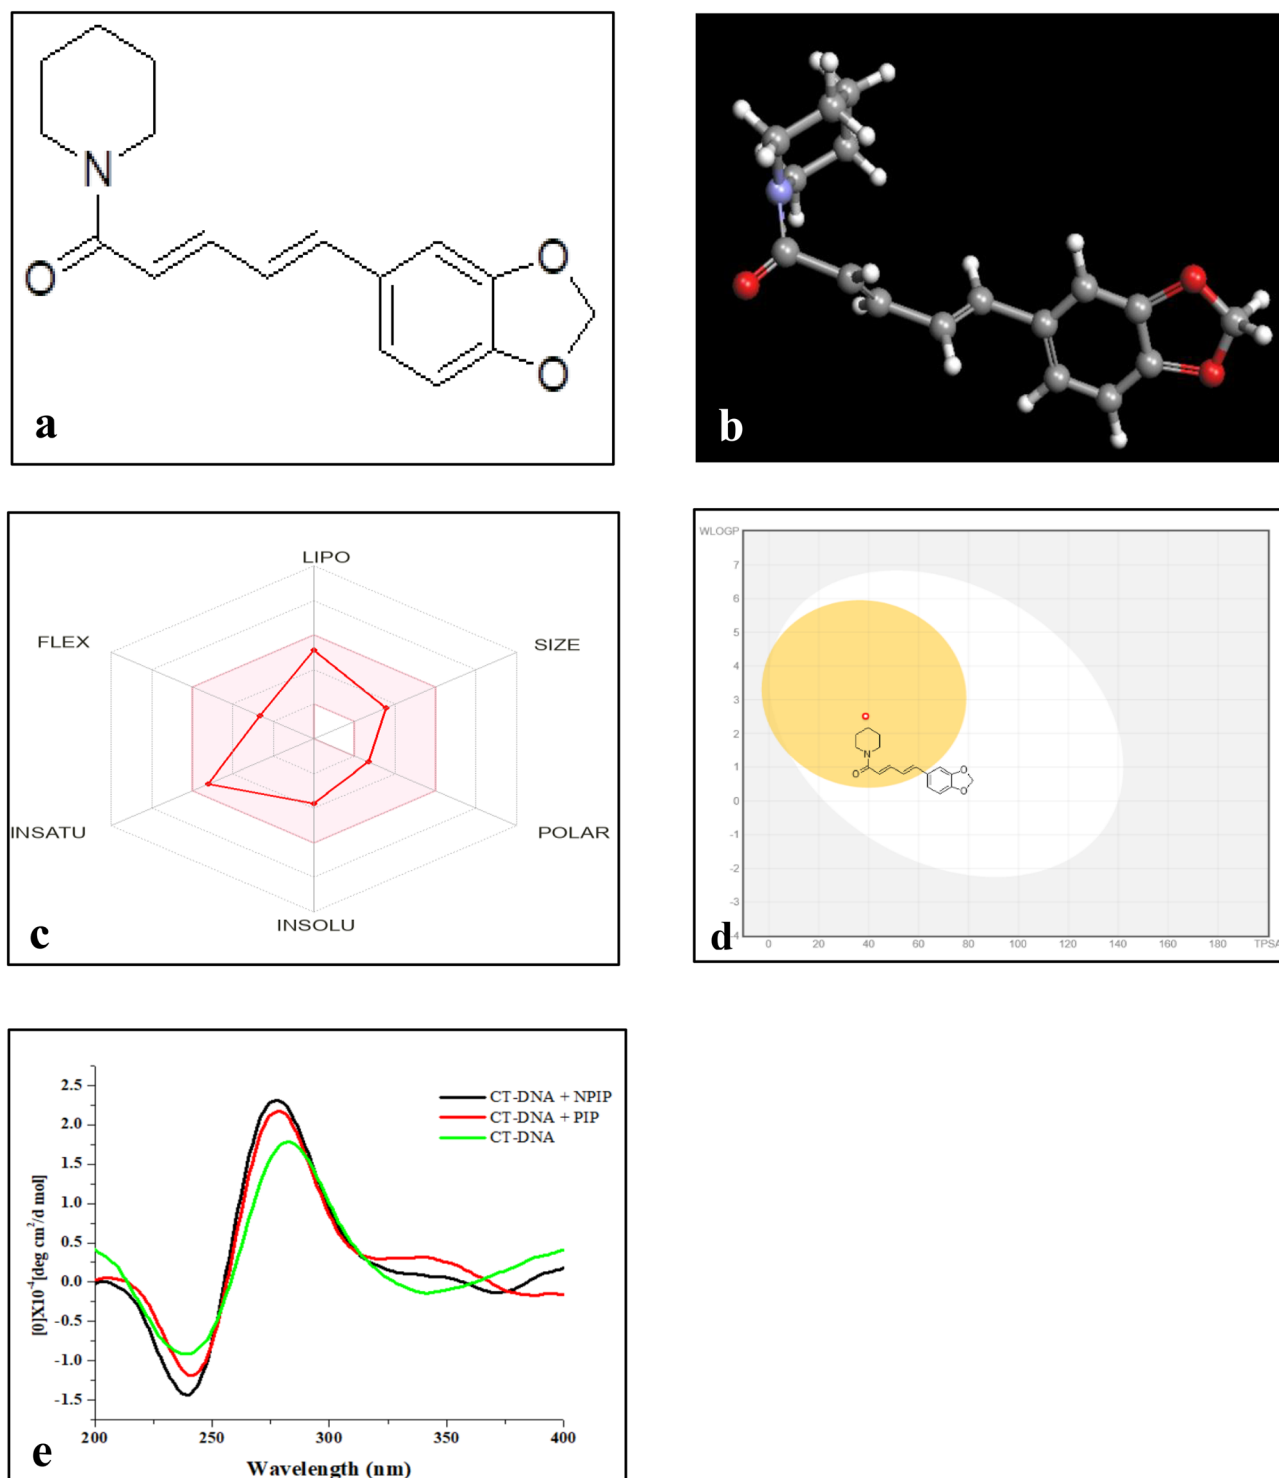 N
O
O
O
a
b
LIPO
FLEX
SIZE
INSATU
POLAR
INSOLU
c
WLOGP
7
6
5
4
3
2
1
0
-1
-2
-3
-4
N
O
O
O
0 20 40 60 80 100 120 140 160 180 TPSA
d
2.5
2.0
1.5
1.0
0.5
0.0
-0.5
-1.0
-1.5
[0]X10⁻⁴[deg cm²/d mol]
CT-DNA + NPIP
CT-DNA + PIP
CT-DNA
200 250 300 350 400
Wavelength (nm)
e